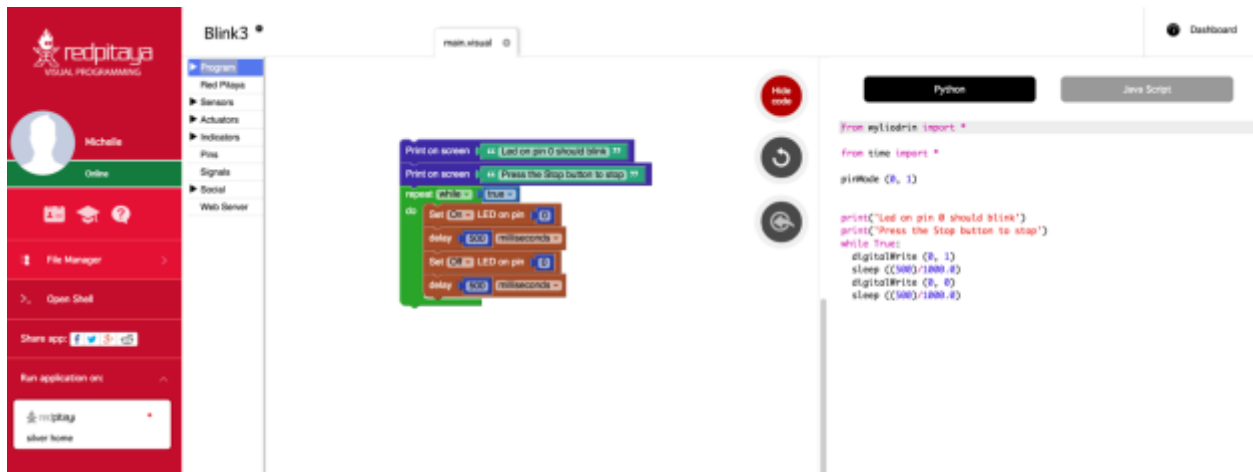 redpitaya
VISUAL PROGRAMMING
Michelle
Online
File Manager
>_ Open Shell
Share app:
Run application on:
redpitaya
silver home
Blink3
main.visual
Dashboard
Program
Red Pitaya
Sensors
Actuators
Indicators
Pins
Signals
Social
Web Server
Print on screen “ Led on pin 0 should blink ”
Print on screen “ Press the Stop button to stop ”
repeat while true
do
Set On LED on pin 0
delay 500 milliseconds
Set Off LED on pin 0
delay 500 milliseconds
Hide
code
Python
Java Script
from wyliodrin import *
from time import *
pinMode (0, 1)
print("Led on pin 0 should blink")
print("Press the Stop button to stop")
while True:
digitalWrite (0, 1)
sleep ((500)/1000.0)
digitalWrite (0, 0)
sleep ((500)/1000.0)